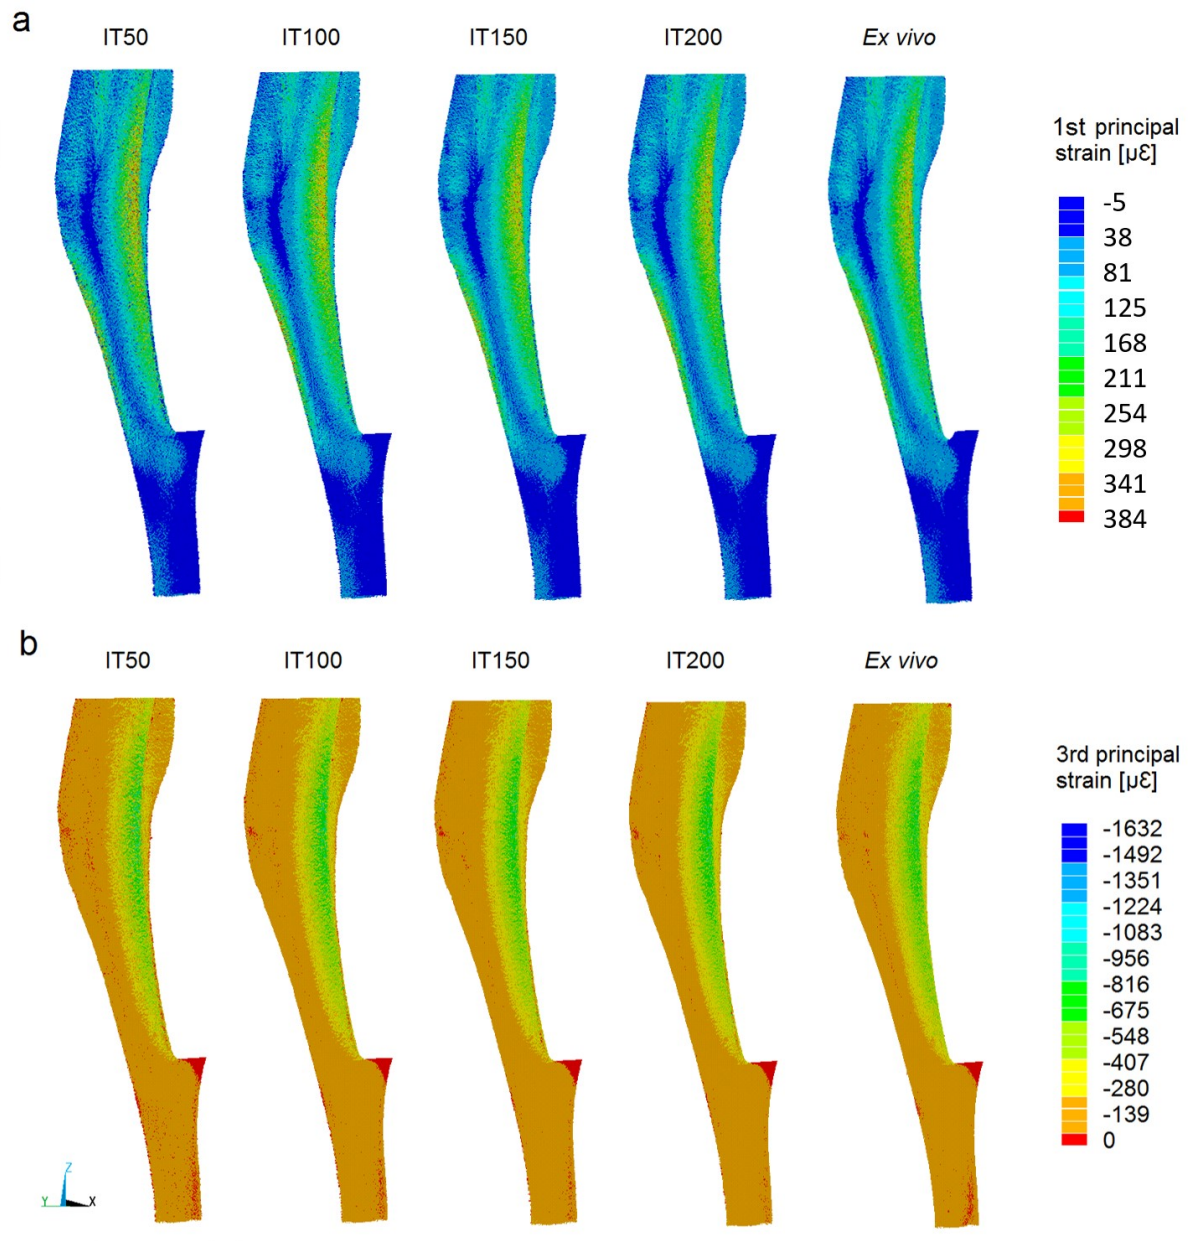 a
IT50 IT100 IT150 IT200 Ex vivo
1st principal
strain [µƐ]
-5
38
81
125
168
211
254
298
341
384
b
IT50 IT100 IT150 IT200 Ex vivo
3rd principal
strain [µƐ]
-1632
-1492
-1351
-1224
-1083
-956
-816
-675
-548
-407
-280
-139
0
Z
Y X